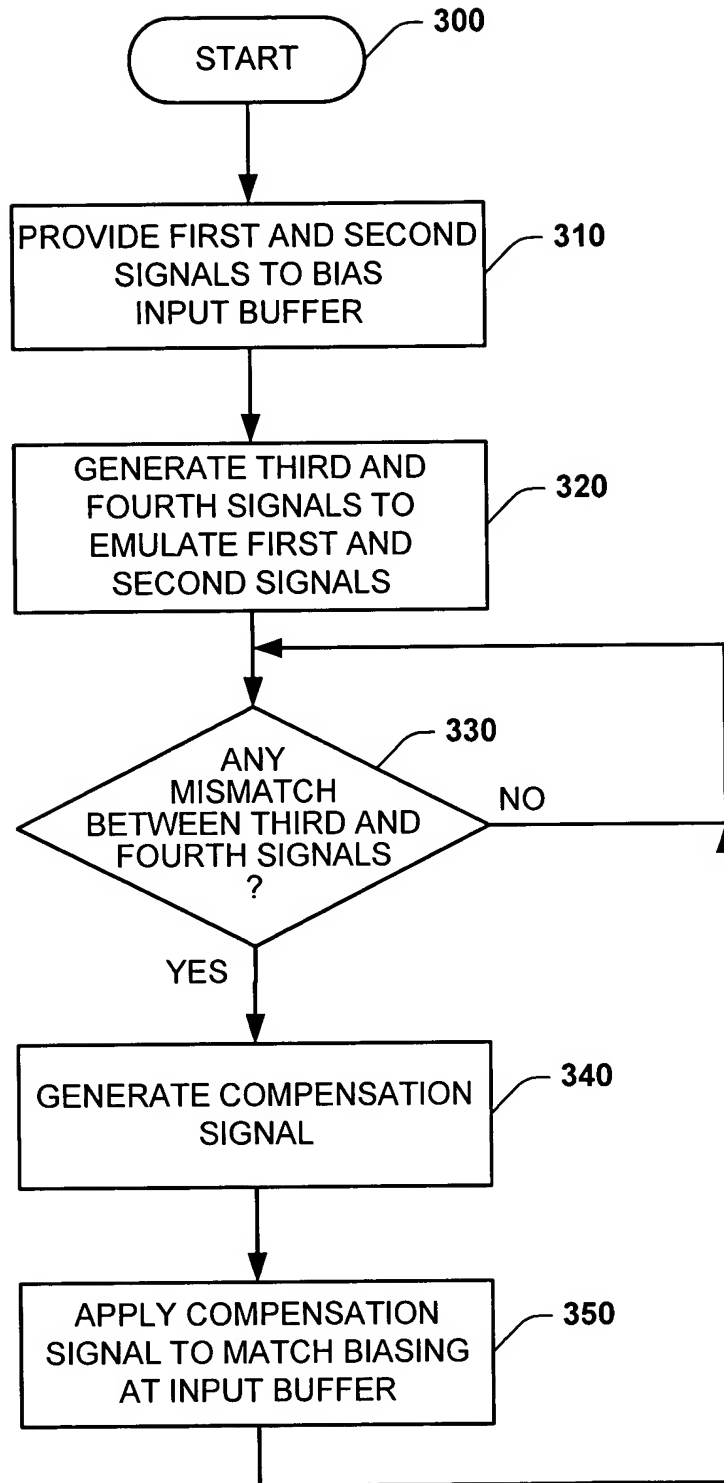 START
300
PROVIDE FIRST AND SECOND
SIGNALS TO BIAS
INPUT BUFFER
310
GENERATE THIRD AND
FOURTH SIGNALS TO
EMULATE FIRST AND
SECOND SIGNALS
320
330
ANY
MISMATCH
BETWEEN THIRD AND
FOURTH SIGNALS
?
NO
YES
GENERATE COMPENSATION
SIGNAL
340
APPLY COMPENSATION
SIGNAL TO MATCH BIASING
AT INPUT BUFFER
350